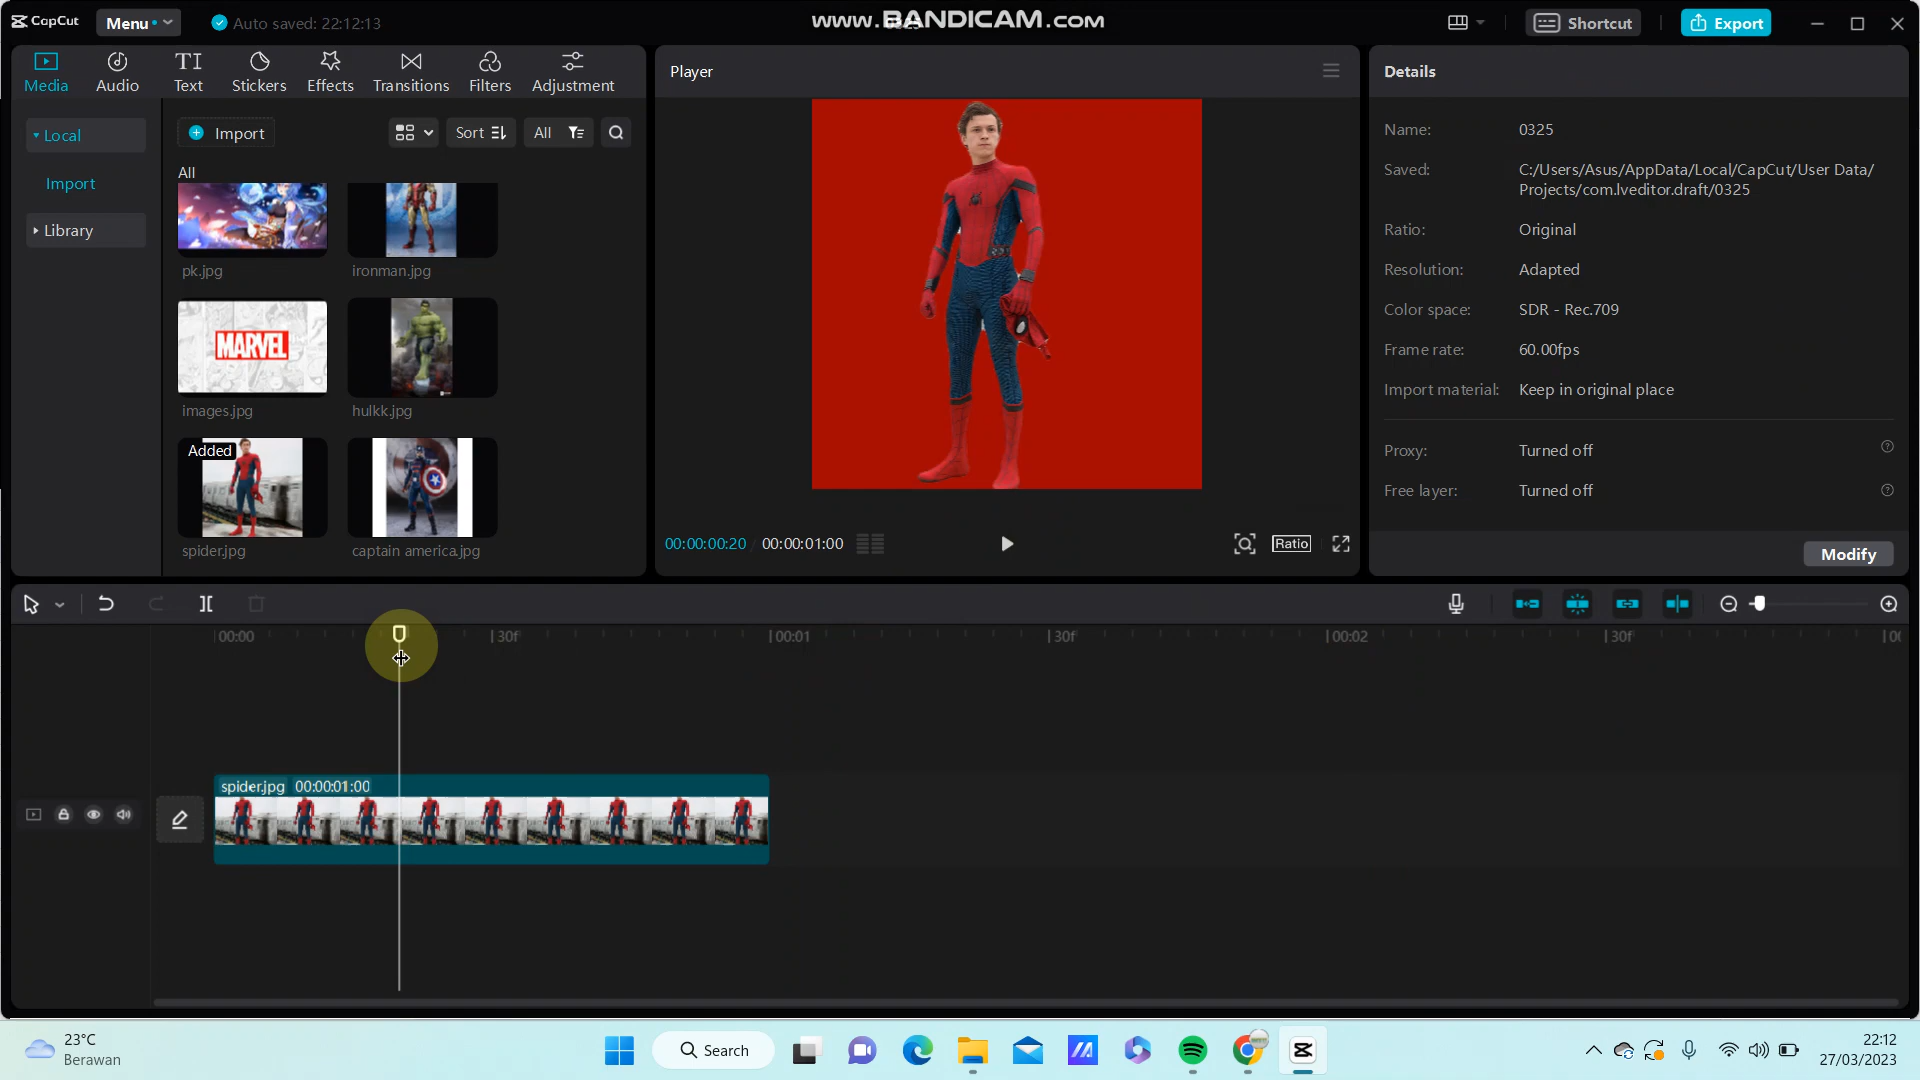 CapCut
Menu
Auto saved: 22:12:13
www.BANDICAM.com
Shortcut
Export
Media
Audio
TI
Text
Stickers
Effects
Transitions
Filters
Adjustment
Local
Import
Library
Import
Sort
All
All
pk.jpg
ironman.jpg
MARVEL
images.jpg
hulkk.jpg
Added
spider.jpg
captain america.jpg
Player
00:00:00:20 / 00:00:01:00
Ratio
Details
Name: 0325
Saved: C:/Users/Asus/AppData/Local/CapCut/User Data/
Projects/com.lveditor.draft/0325
Ratio: Original
Resolution: Adapted
Color space: SDR - Rec.709
Frame rate: 60.00fps
Import material: Keep in original place
Proxy: Turned off
Free layer: Turned off
Modify
00:00
30f
00:01
30f
00:02
30f
spider.jpg 00:00:01:00
23°C
Berawan
Search
22:12
27/03/2023